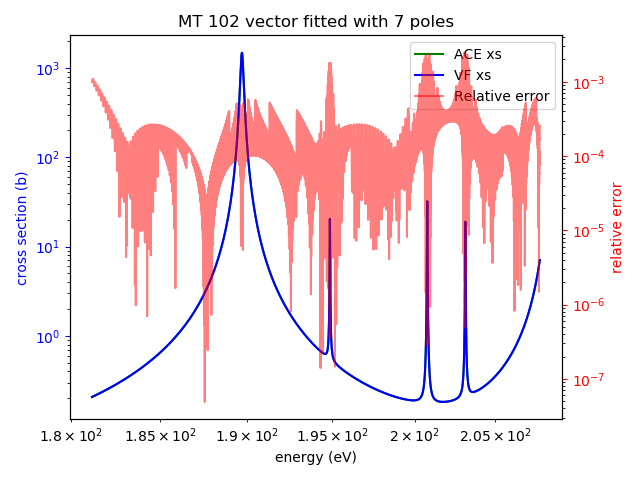 MT 102 vector fitted with 7 poles
ACE xs
VF xs
Relative error
cross section (b)
10³
10²
10¹
10⁰
relative error
10⁻³
10⁻⁴
10⁻⁵
10⁻⁶
10⁻⁷
1.8 × 10² 1.85 × 10² 1.9 × 10² 1.95 × 10² 2 × 10² 2.05 × 10²
energy (eV)